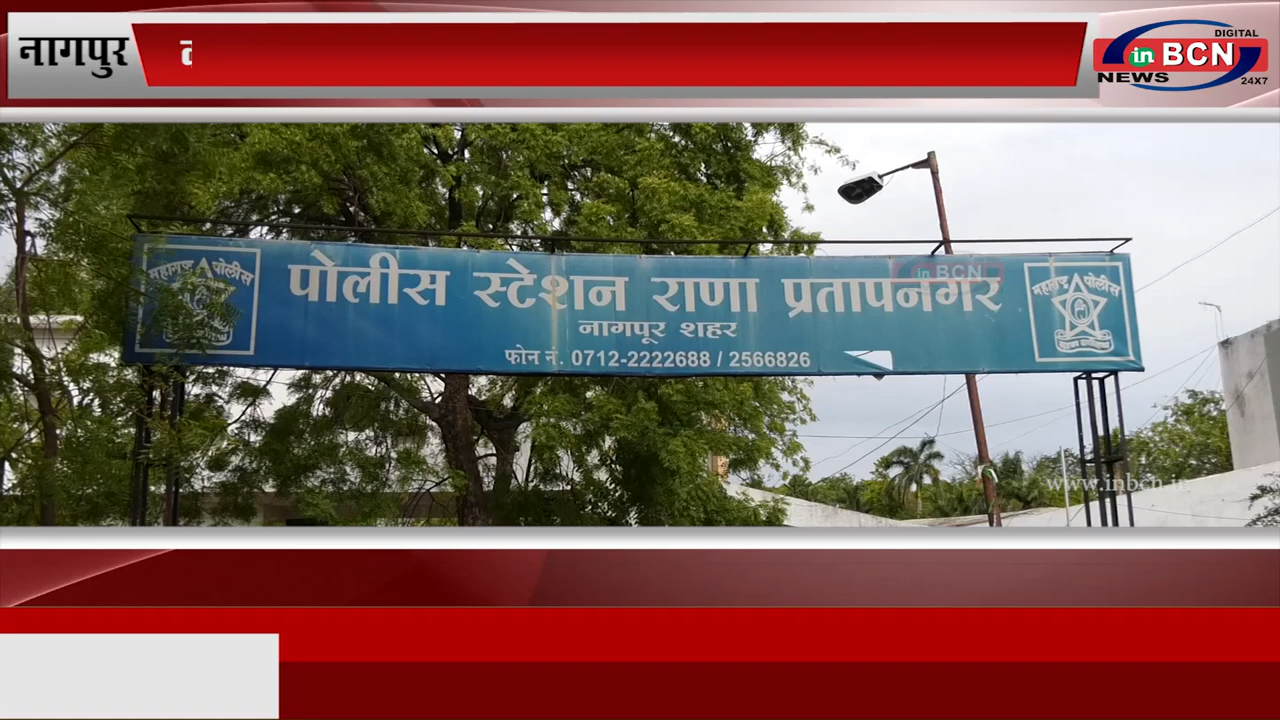 नागपुर
DIGITAL
in BCN
NEWS 24X7
महाराष्ट्र पोलीस
पोलीस स्टेशन राणा प्रतापनगर
in BCN
महाराष्ट्र पोलीस
नागपूर शहर
फोन नं. 0712-2222688 / 2566826
www.inbcn.in